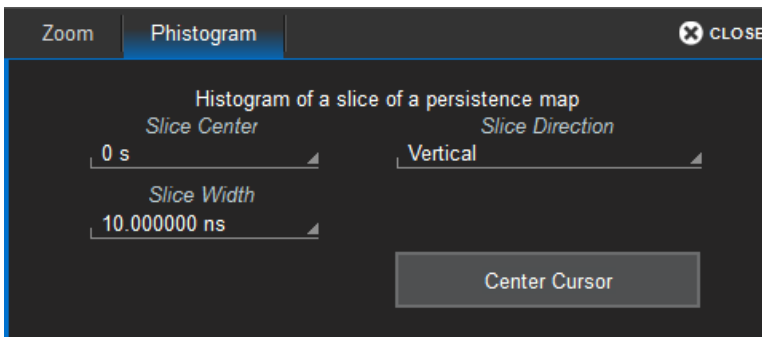 Zoom Phistogram CLOSE
Histogram of a slice of a persistence map
Slice Center Slice Direction
0 s Vertical
Slice Width
10.000000 ns
Center Cursor